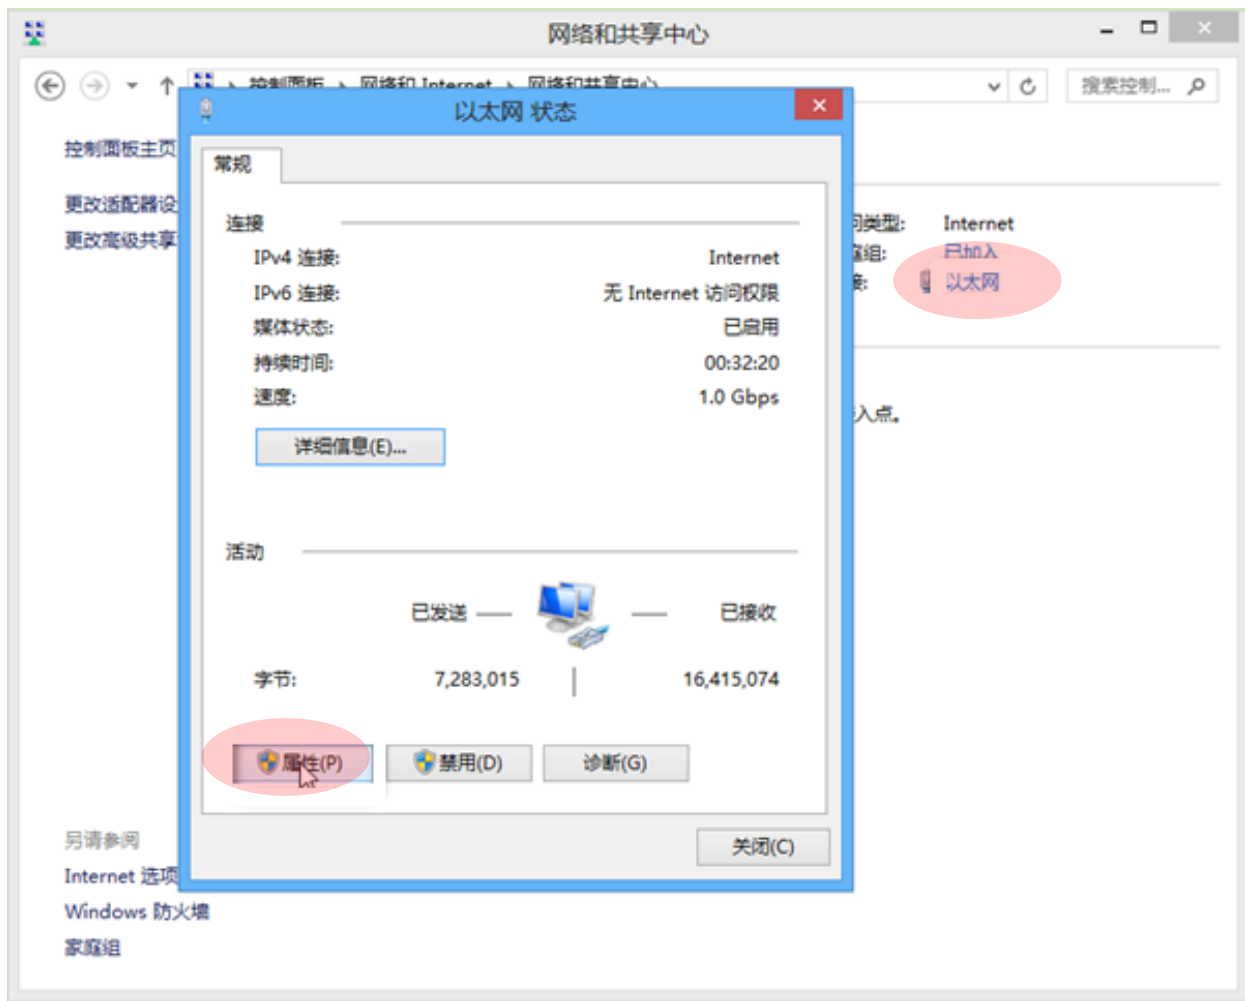 网络和共享中心
控制面板 网络和 Internet 网络和共享中心
搜索控制...
以太网 状态
控制面板主页
常规
更改适配器设
更改高级共享
连接
IPv4 连接: Internet
IPv6 连接: 无 Internet 访问权限
媒体状态: 已启用
持续时间: 00:32:20
速度: 1.0 Gbps
详细信息(E)...
问类型: Internet
庭组: 已加入
接: 以太网
入点。
活动
已发送 — — 已接收
字节: 7,283,015 16,415,074
属性(P) 禁用(D) 诊断(G)
关闭(C)
另请参阅
Internet 选项
Windows 防火墙
家庭组